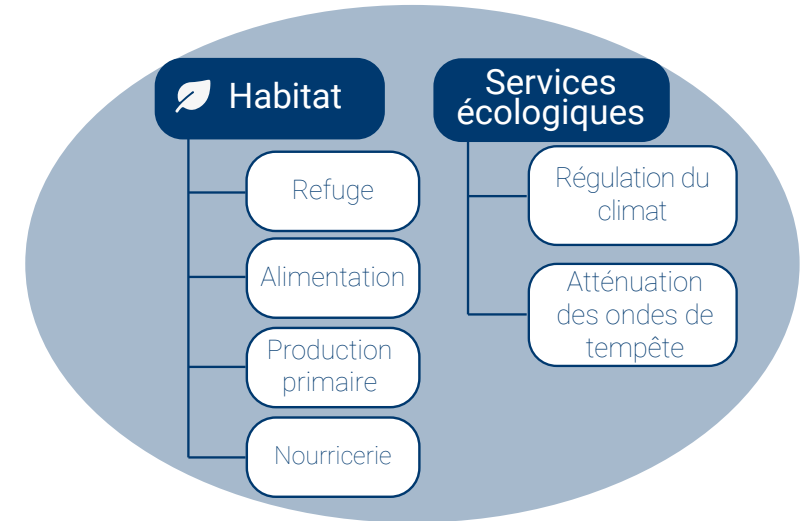 Habitat
Refuge
Alimentation
Production
primaire
Nourricerie
Services
écologiques
Régulation du
climat
Atténuation
des ondes de
tempête